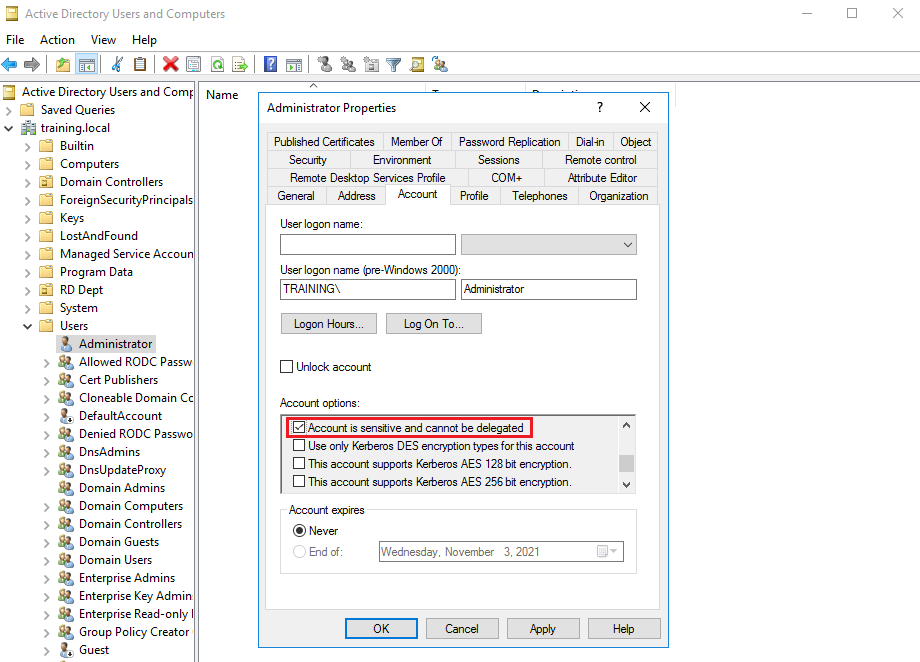 Active Directory Users and Computers
File Action View Help
Active Directory Users and Comp
Saved Queries
training.local
Builtin
Computers
Domain Controllers
ForeignSecurityPrincipals
Keys
LostAndFound
Managed Service Accoun
Program Data
RD Dept
System
Users
Administrator
Allowed RODC Passw
Cert Publishers
Cloneable Domain Co
DefaultAccount
Denied RODC Passwo
DnsAdmins
DnsUpdateProxy
Domain Admins
Domain Computers
Domain Controllers
Domain Guests
Domain Users
Enterprise Admins
Enterprise Key Admin
Enterprise Read-only
Group Policy Creator
Guest
Name
Administrator Properties
Published Certificates Member Of Password Replication Dial-in Object
Security Environment Sessions Remote control
Remote Desktop Services Profile COM+ Attribute Editor
General Address Account Profile Telephones Organization
User logon name:
User logon name (pre-Windows 2000):
TRAINING\ Administrator
Logon Hours... Log On To...
Unlock account
Account options:
Account is sensitive and cannot be delegated
Use only Kerberos DES encryption types for this account
This account supports Kerberos AES 128 bit encryption.
This account supports Kerberos AES 256 bit encryption.
Account expires
Never
End of: Wednesday, November 3, 2021
OK Cancel Apply Help